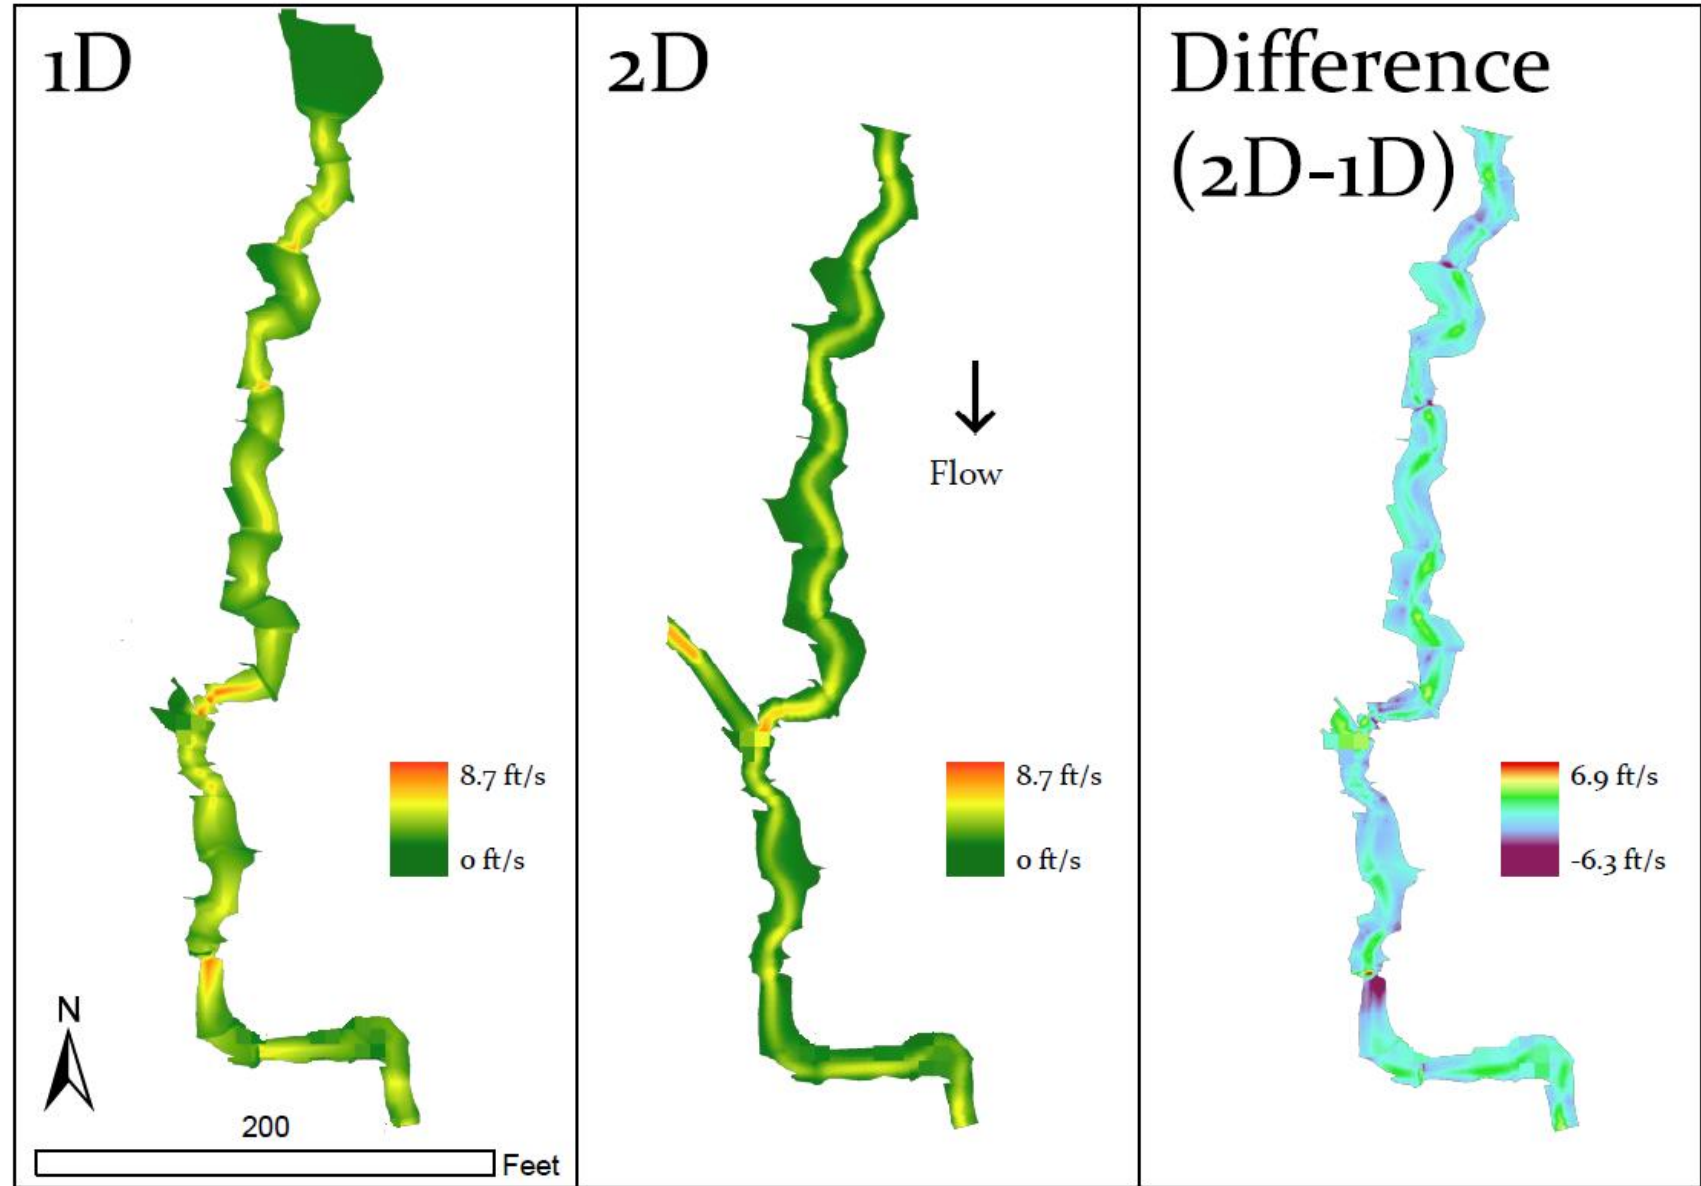 1D
2D
Difference
(2D-1D)
Flow
8.7 ft/s
0 ft/s
8.7 ft/s
0 ft/s
6.9 ft/s
-6.3 ft/s
N
200
Feet